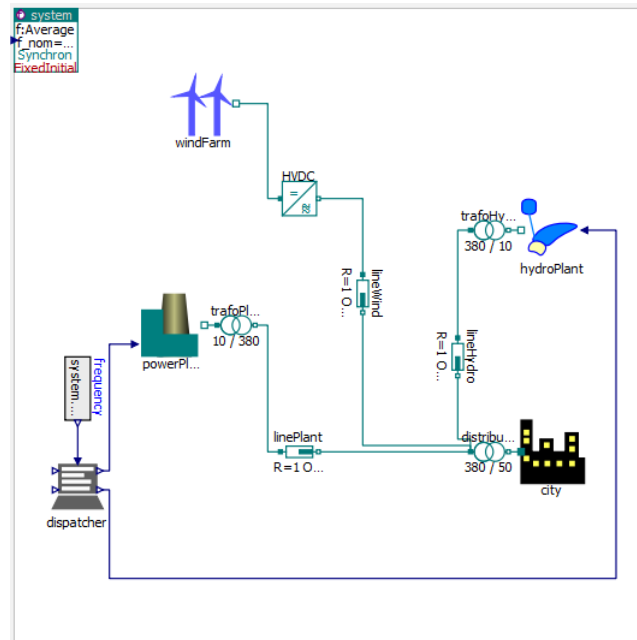 system
f:Average
f_nom=...
Synchron
FixedInitial
windFarm
HVDC
=
≈
trafoHy...
380 / 10
hydroPlant
lineWind
R=1 O...
trafoPl...
10 / 380
powerPl...
lineHydro
R=1 O...
frequency
system....
linePlant
R=1 O...
distribu...
380 / 50
city
dispatcher